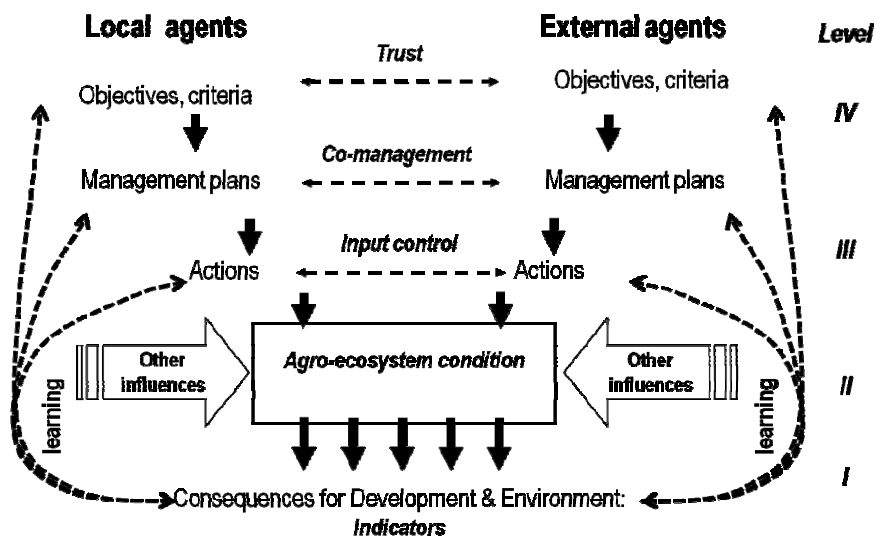 Local agents
External agents
Level
Trust
Objectives, criteria
Objectives, criteria
IV
Co-management
Management plans
Management plans
Input control
III
Actions
Actions
Other
influences
Agro-ecosystem condition
Other
influences
II
learning
learning
I
Consequences for Development & Environment:
Indicators